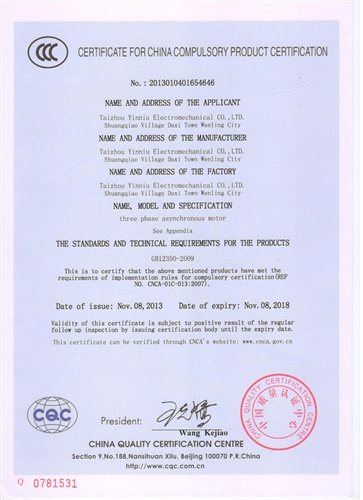 CCC
CERTIFICATE FOR CHINA COMPULSORY PRODUCT CERTIFICATION
No.: 2013010401654646
NAME AND ADDRESS OF THE APPLICANT
Taizhou Yinniu Electromechanical CO.,LTD.
Shuangqiao Village Daxi Town Wenling City
NAME AND ADDRESS OF THE MANUFACTURER
Taizhou Yinniu Electromechanical CO.,LTD.
Shuangqiao Village Daxi Town Wenling City
NAME AND ADDRESS OF THE FACTORY
Taizhou Yinniu Electromechanical CO.,LTD.
Shuangqiao Village Daxi Town Wenling City
NAME, MODEL AND SPECIFICATION
three phase asynchronous motor
See Appendix
THE STANDARDS AND TECHNICAL REQUIREMENTS FOR THE PRODUCTS
GB12350-2009
This is to certify that the above mentioned products have met the
requirements of implementation rules for compulsory certification(REF
NO. CNCA-01C-013:2007).
Date of issue: Nov.08,2013 Date of expiry: Nov.08,2018
Validity of this certificate is subject to positive result of the regular
follow up inspection by issuing certification body until the expiry date.
This certificate can be verified through CNCA's website: www.cnca.gov.cn
CQC
President:
Wang Kejiao
CHINA QUALITY CERTIFICATION CENTRE
中国质量认证中心
CHINA QUALITY CERTIFICATION CENTRE
Section 9,No.188,Nansihuan Xilu, Beijing 100070 P.R.China
http://www.cqc.com.cn
Q 0781531